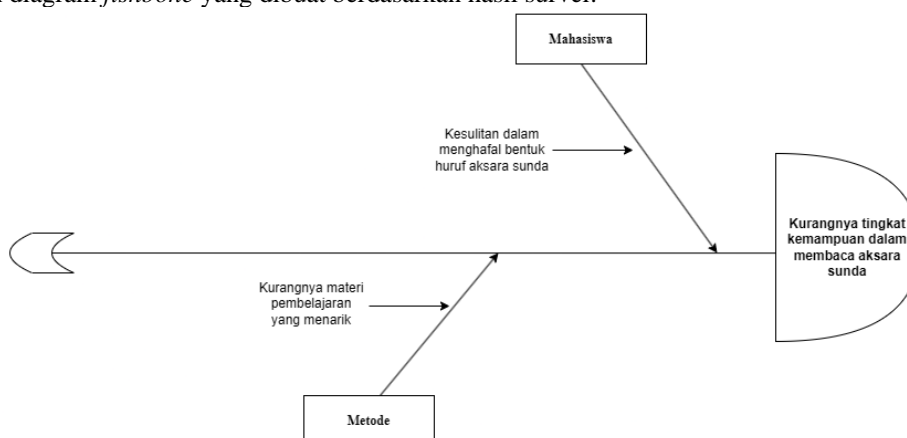 diagram fishbone yang dibuat berdasarkan hasil survei.
Mahasiswa
Kesulitan dalam
menghafal bentuk
huruf aksara sunda
Kurangnya tingkat
kemampuan dalam
membaca aksara
sunda
Kurangnya materi
pembelajaran
yang menarik
Metode